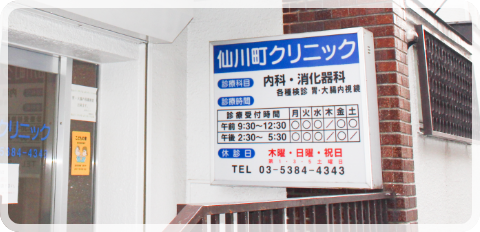 仙川町クリニック
診療科目 内科・消化器科
各種検診 胃・大腸内視鏡
診療時間
診療受付時間 月 火 水 木 金 土
午前 9:30~12:30 ○ ○ ○ ／ ○ ○
午後 2:30~ 5:30 ○ ○ ○ ／ ○ ／
休診日 木曜・日曜・祝日
TEL 03-5384-4343
クリニック